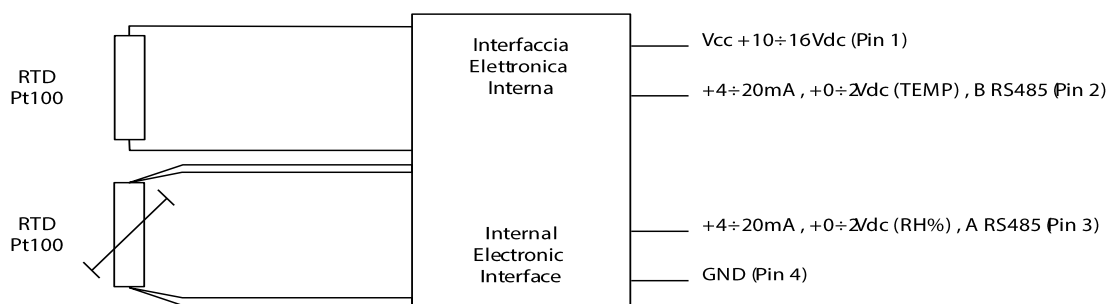 RTD
Pt100
Interfaccia
Elettronica
Interna
Vcc +10÷16Vdc (Pin 1)
+4÷20mA , +0÷2Vdc (TEMP) , B RS485 (Pin 2)
RTD
Pt100
Internal
Electronic
Interface
+4÷20mA , +0÷2Vdc (RH%) , A RS485 (Pin 3)
GND (Pin 4)